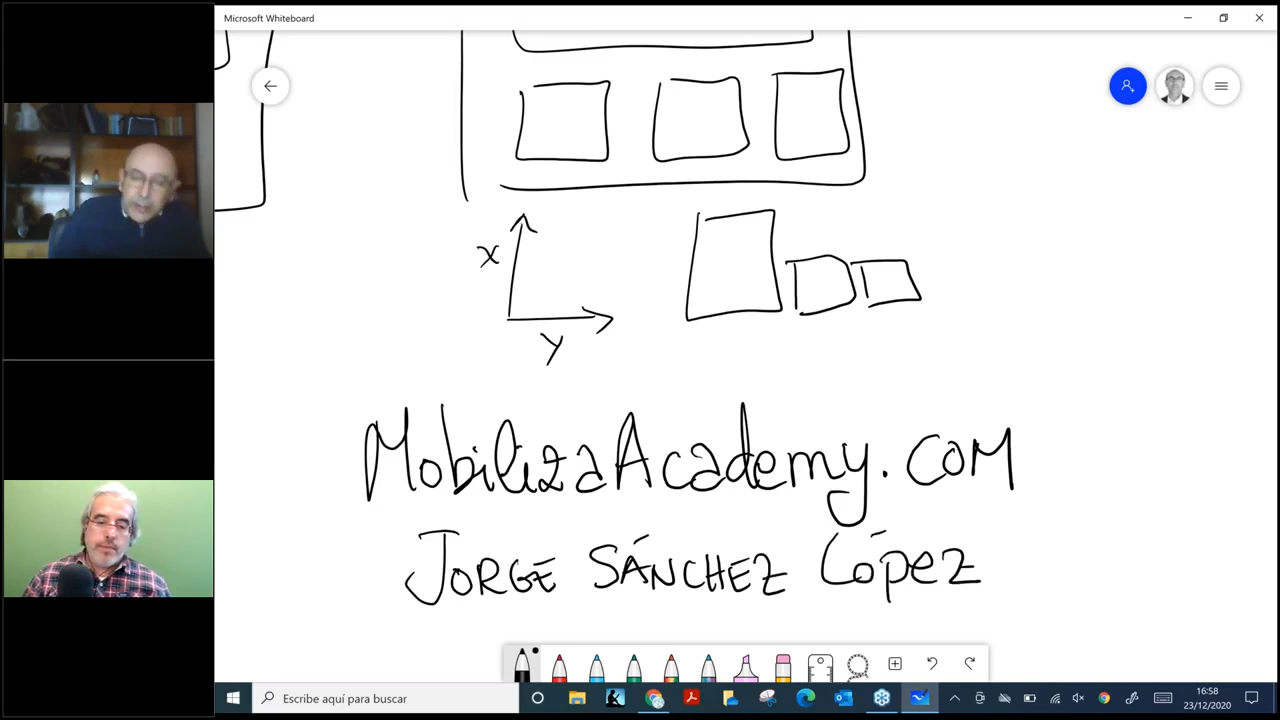 Microsoft Whiteboard
X
y
MobilizaAcademy.COM
JORGE SÁNCHEZ López
Escribe aquí para buscar
16:58
23/12/2020